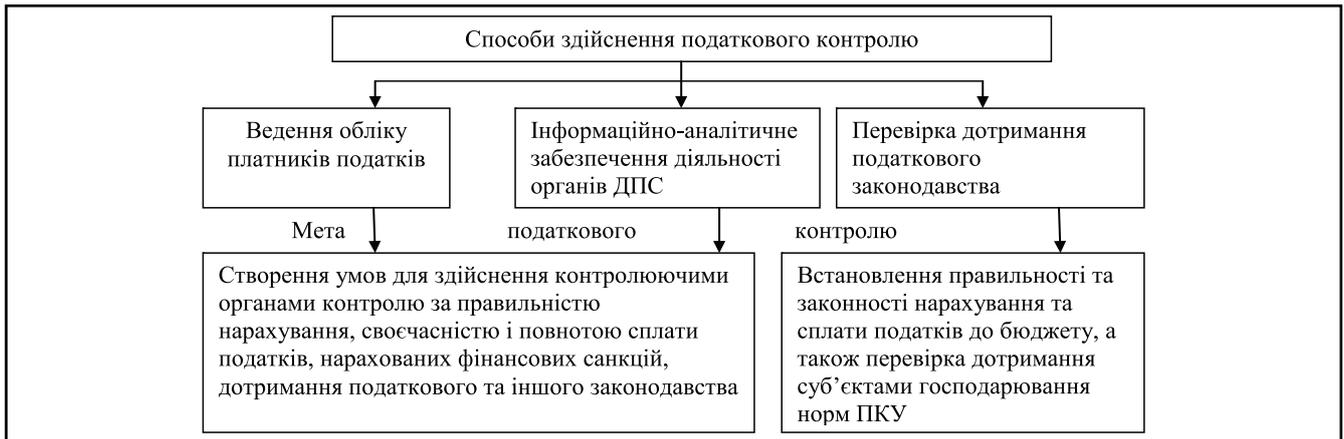 Способи здійснення податкового контролю
Ведення обліку
платників податків
Інформаційно-аналітичне
забезпечення діяльності
органів ДПС
Перевірка дотримання
податкового
законодавства
Мета податкового контролю
Створення умов для здійснення контролюючими
органами контролю за правильністю
нарахування, своєчасністю і повнотою сплати
податків, нарахованих фінансових санкцій,
дотримання податкового та іншого законодавства
Встановлення правильності та
законності нарахування та
сплати податків до бюджету, а
також перевірка дотримання
суб’єктами господарювання
норм ПКУ